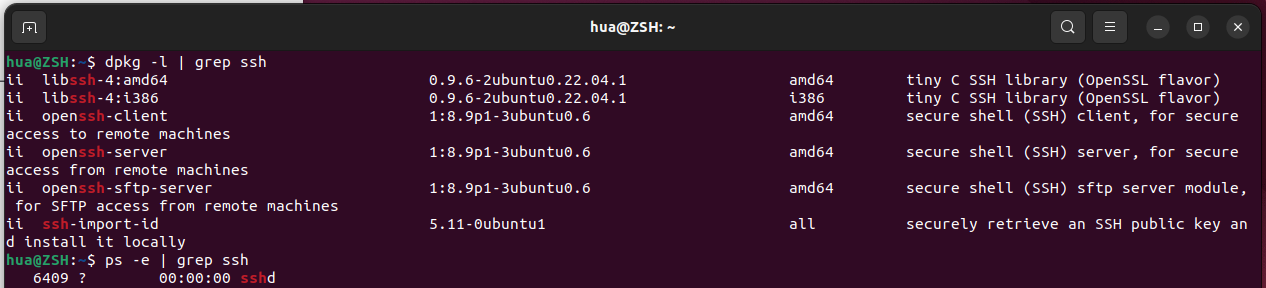 hua@ZSH: ~
hua@ZSH:~$ dpkg -l | grep ssh
ii  libssh-4:amd64                             0.9.6-2ubuntu0.22.04.1                  amd64        tiny C SSH library (OpenSSL flavor)
ii  libssh-4:i386                              0.9.6-2ubuntu0.22.04.1                  i386         tiny C SSH library (OpenSSL flavor)
ii  openssh-client                             1:8.9p1-3ubuntu0.6                      amd64        secure shell (SSH) client, for secure
access to remote machines
ii  openssh-server                             1:8.9p1-3ubuntu0.6                      amd64        secure shell (SSH) server, for secure
access from remote machines
ii  openssh-sftp-server                        1:8.9p1-3ubuntu0.6                      amd64        secure shell (SSH) sftp server module,
 for SFTP access from remote machines
ii  ssh-import-id                              5.11-0ubuntu1                           all          securely retrieve an SSH public key an
d install it locally
hua@ZSH:~$ ps -e | grep ssh
   6409 ?        00:00:00 sshd